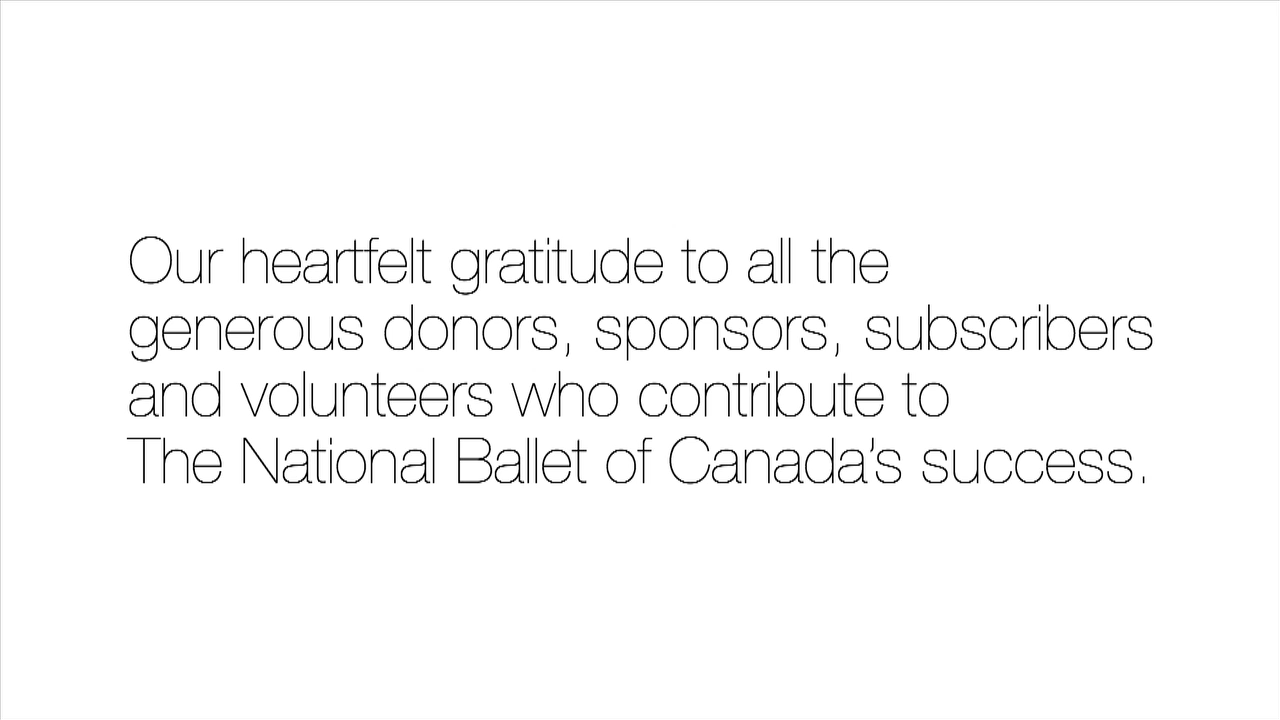 Our heartfelt gratitude to all the
generous donors, sponsors, subscribers
and volunteers who contribute to
The National Ballet of Canada’s success.